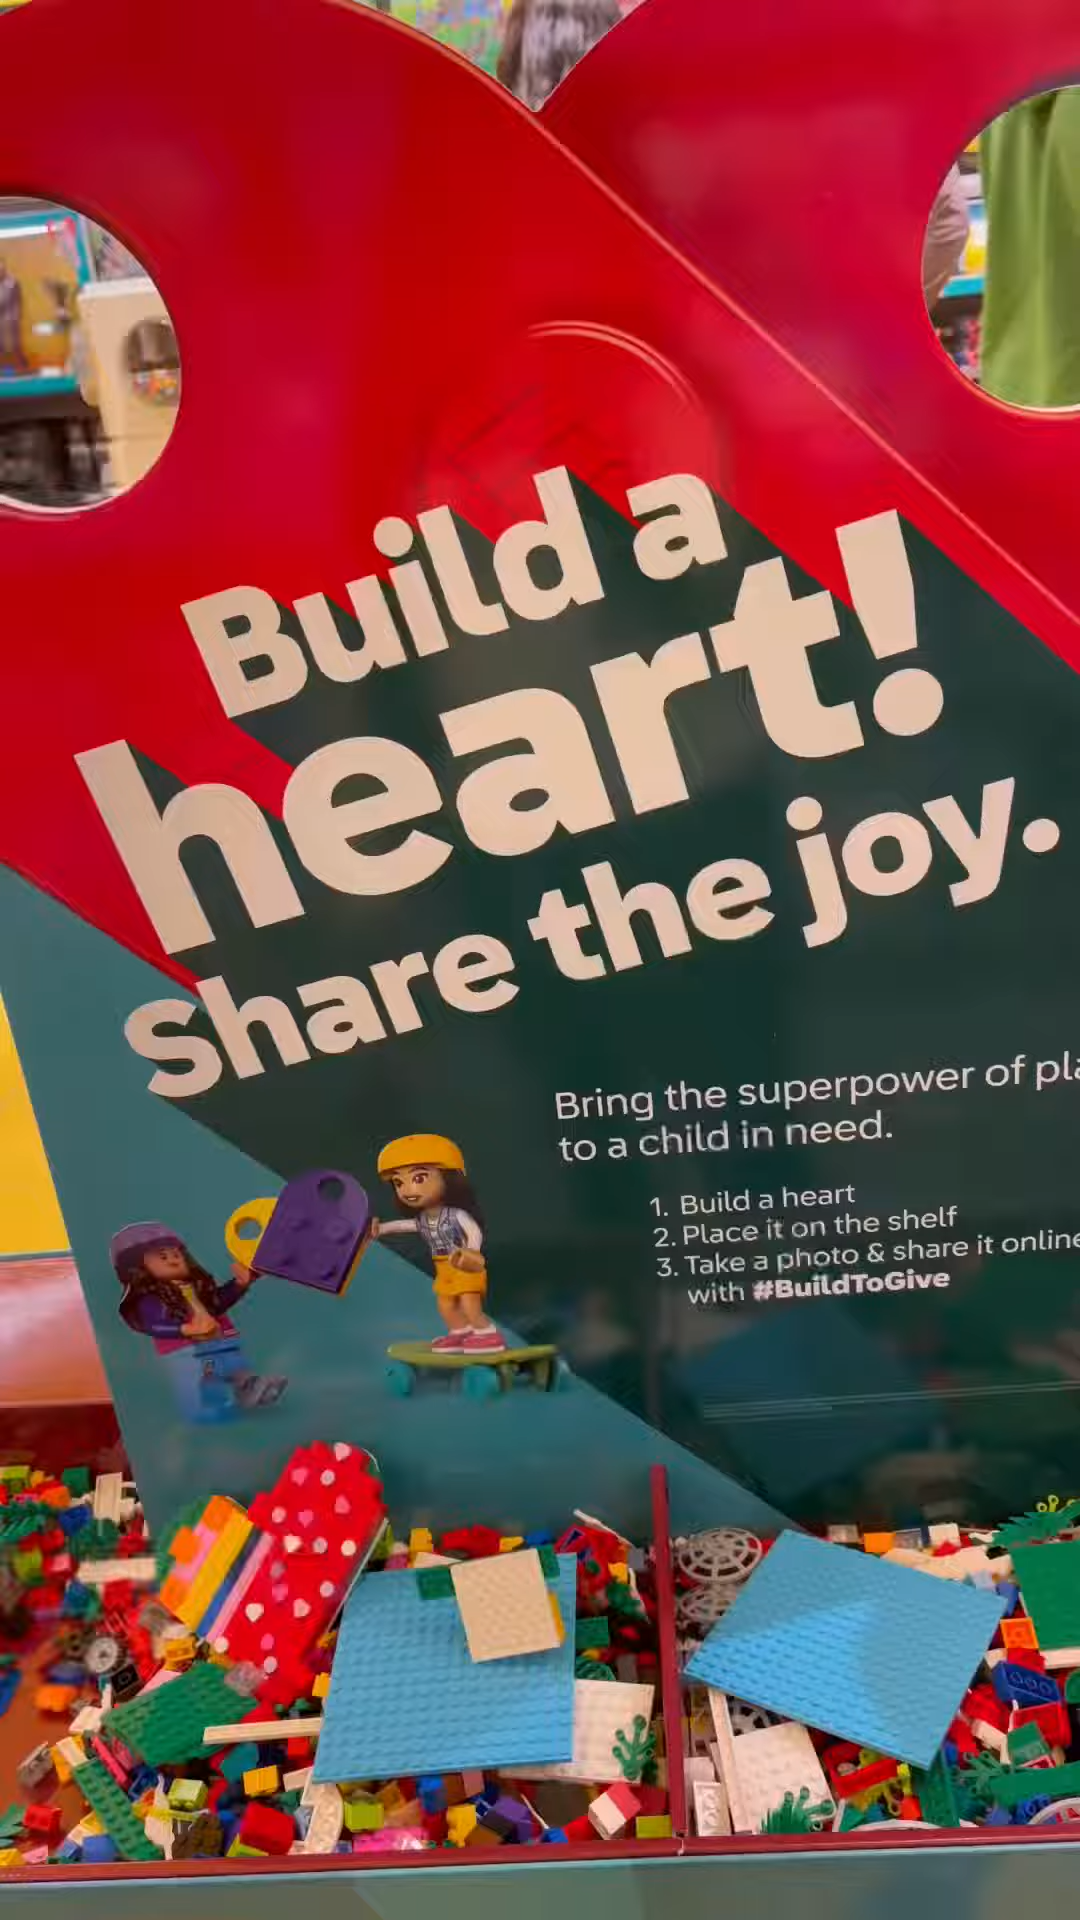 Build a
heart!
Share the joy.
Bring the superpower of
to a child in need.
1. Build a heart
2. Place it on the shelf
3. Take a photo & share it online
with #BuildToGive